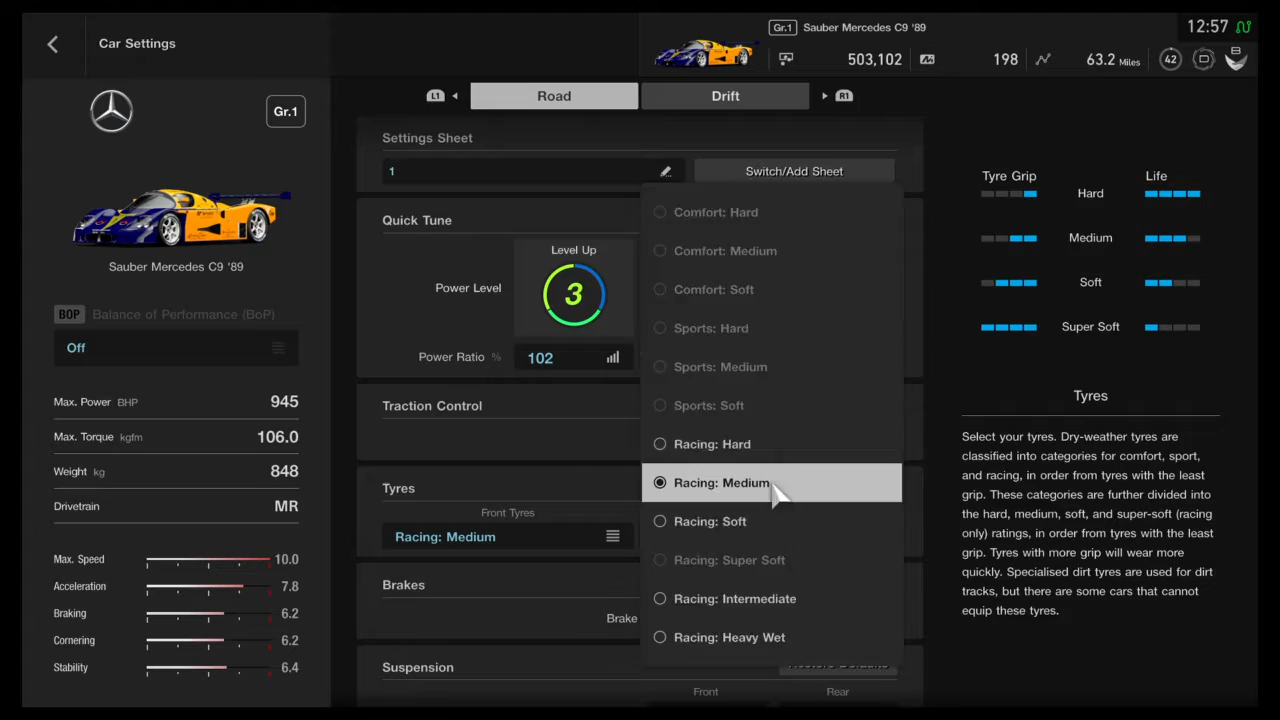 Car Settings
Gr.1 Sauber Mercedes C9 '89
12:57
503,102
198
63.2 Miles
42
Gr.1
L1 Road Drift R1
Settings Sheet
1
Switch/Add Sheet
Quick Tune
Power Level
Level Up
3
Power Ratio % 102
Traction Control
Tyres
Front Tyres
Racing: Medium
Brakes
Brake
Suspension
Front Rear
Comfort: Hard
Comfort: Medium
Comfort: Soft
Sports: Hard
Sports: Medium
Sports: Soft
Racing: Hard
Racing: Medium
Racing: Soft
Racing: Super Soft
Racing: Intermediate
Racing: Heavy Wet
Sauber Mercedes C9 '89
BOP Balance of Performance (BoP)
Off
Max. Power BHP 945
Max. Torque kgfm 106.0
Weight kg 848
Drivetrain MR
Max. Speed 10.0
Acceleration 7.8
Braking 6.2
Cornering 6.2
Stability 6.4
Tyre Grip Life
Hard
Medium
Soft
Super Soft
Tyres
Select your tyres. Dry-weather tyres are
classified into categories for comfort, sport,
and racing, in order from tyres with the least
grip. These categories are further divided into
the hard, medium, soft, and super-soft (racing
only) ratings, in order from tyres with the least
grip. Tyres with more grip will wear more
quickly. Specialised dirt tyres are used for dirt
tracks, but there are some cars that cannot
equip these tyres.